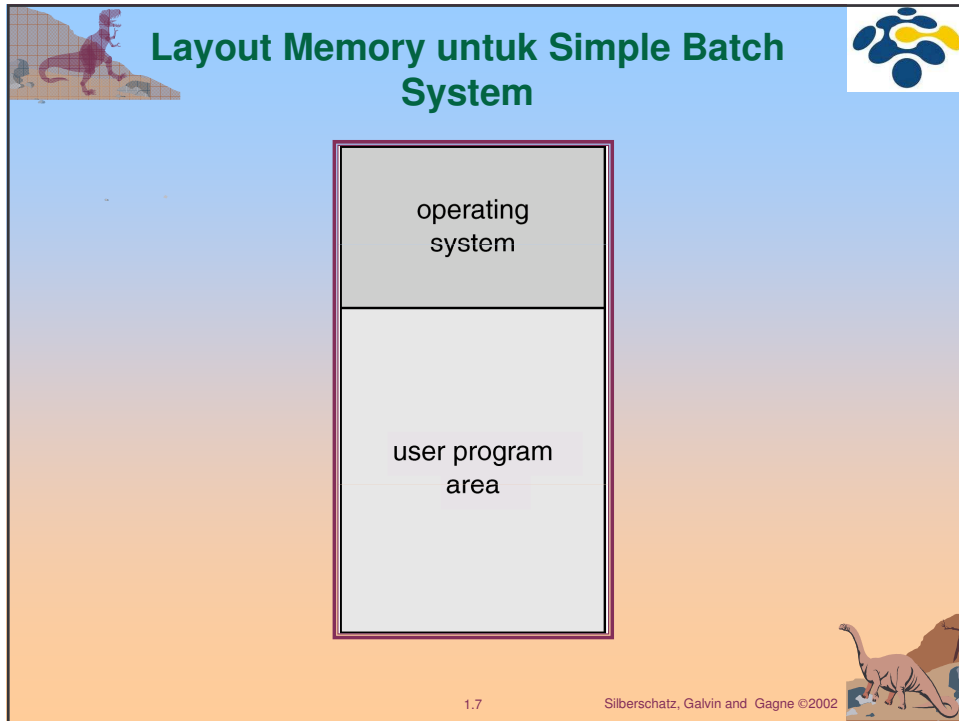 Layout Memory untuk Simple Batch
System
operating
system
user program
area
1.7
Silberschatz, Galvin and Gagne ©2002